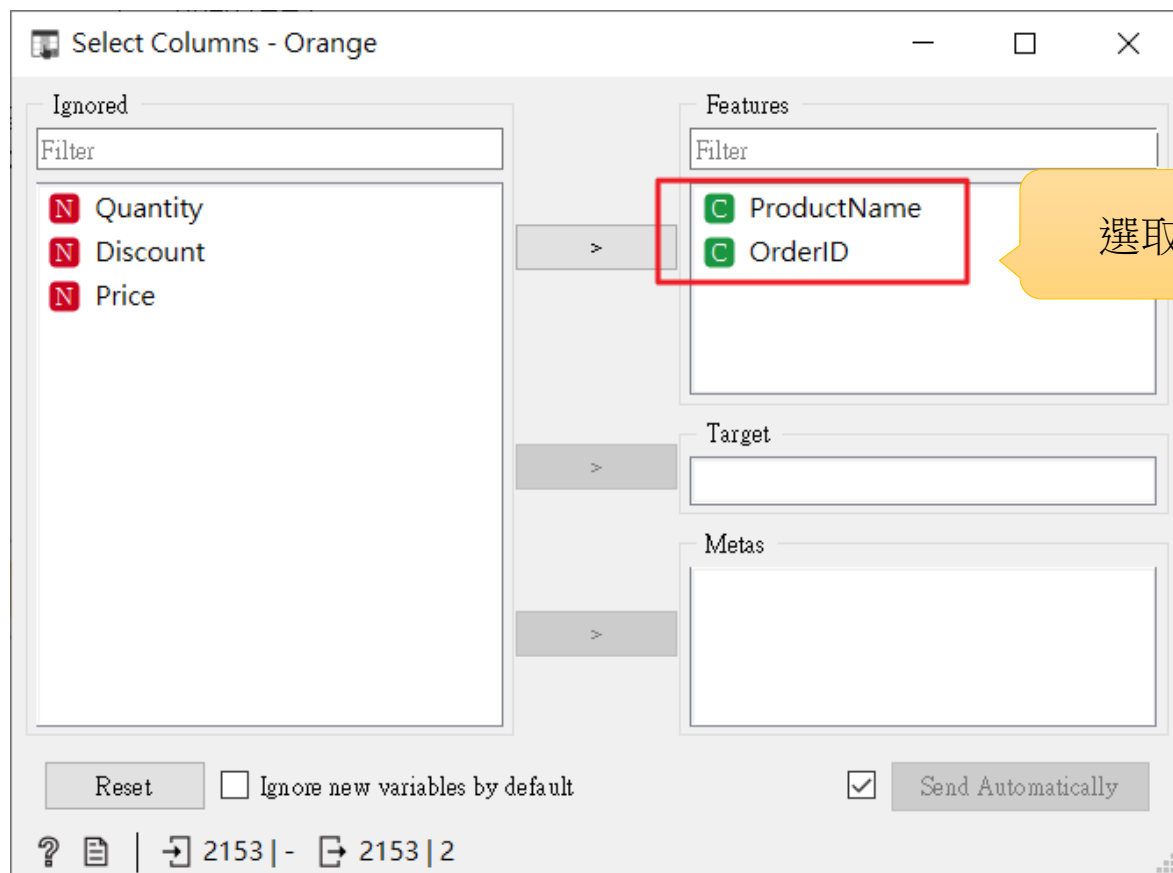 Select Columns - Orange
Ignored
Filter
N Quantity
N Discount
N Price
>
>
>
Features
Filter
C ProductName
C OrderID
選取
Target
Metas
Reset
Ignore new variables by default
Send Automatically
? 2153 | - 2153 | 2